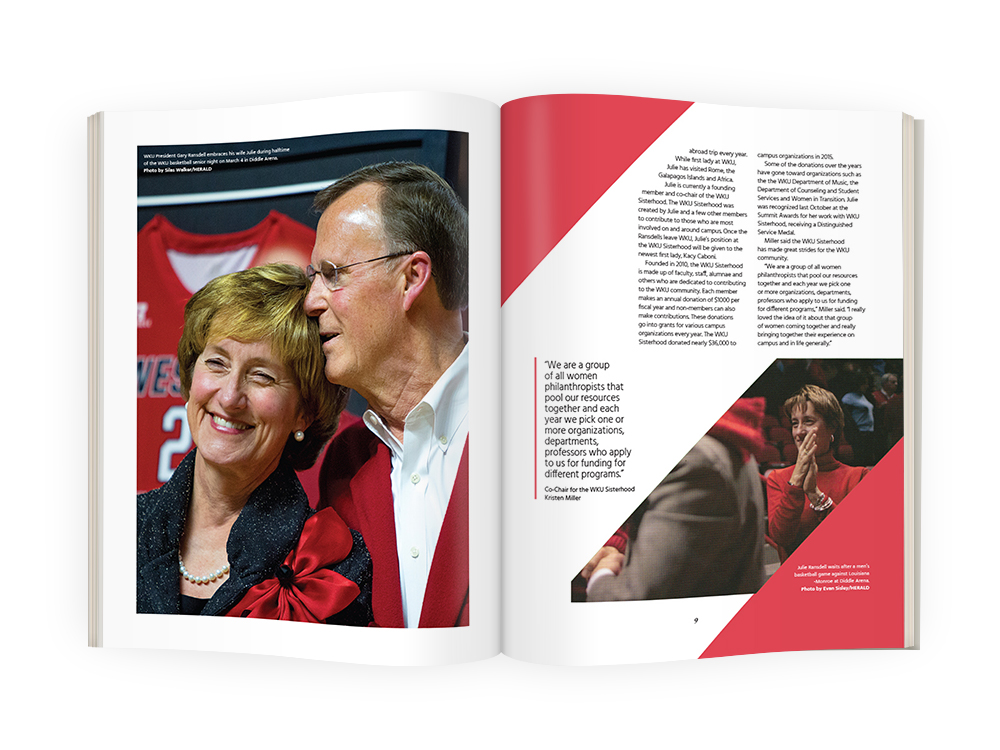 WKU President Gary Ransdell embraces his wife Julie during halftime
of the WKU basketball senior night on March 4 in Diddle Arena.
Photo by Silas Walker/HERALD
WES
2
abroad trip every year.
While first lady at WKU,
Julie has visited Rome, the
Galapagos Islands and Africa.
Julie is currently a founding
member and co-chair of the WKU
Sisterhood. The WKU Sisterhood was
created by Julie and a few other members
to contribute to those who are most
involved on and around campus. Once the
Ransdells leave WKU, Julie's position at
the WKU Sisterhood will be given to the
newest first lady, Kacy Caboni.
Founded in 2010, the WKU Sisterhood
is made up of faculty, staff, alumnae and
others who are dedicated to contributing
to the WKU community. Each member
makes an annual donation of $1000 per
fiscal year and non-members can also
make contributions. These donations
go into grants for various campus
organizations every year. The WKU
Sisterhood donated nearly $36,000 to
campus organizations in 2015.
Some of the donations over the years
have gone toward organizations such as
the the WKU Department of Music, the
Department of Counseling and Student
Services and Women in Transition. Julie
was recognized last October at the
Summit Awards for her work with WKU
Sisterhood, receiving a Distinguished
Service Medal.
Miller said the WKU Sisterhood
has made great strides for the WKU
community.
"We are a group of all women
philanthropists that pool our resources
together and each year we pick one
or more organizations, departments,
professors who apply to us for funding
for different programs," Miller said. "I really
loved the idea of it about that group
of women coming together and really
bringing together their experience on
campus and in life generally."
"We are a group
of all women
philanthropists that
pool our resources
together and each
year we pick one or
more organizations,
departments,
professors who apply
to us for funding for
different programs."
Co-Chair for the WKU Sisterhood
Kristen Miller
Julie Ransdell waits after a men's
basketball game against Louisiana
-Monroe at Diddle Arena.
Photo by Evan Sisley/HERALD
9